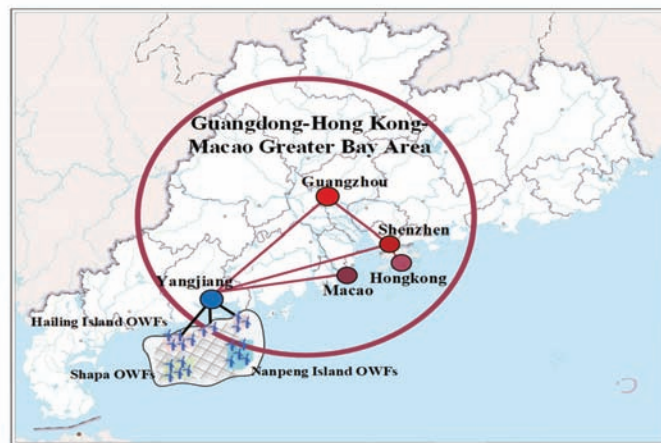 Guangdong-Hong Kong-
Macao Greater Bay Area
Guangzhou
Shenzhen
Hongkong
Macao
Yangjiang
Hailing Island OWFs
Shapa OWFs
Nanpeng Island OWFs